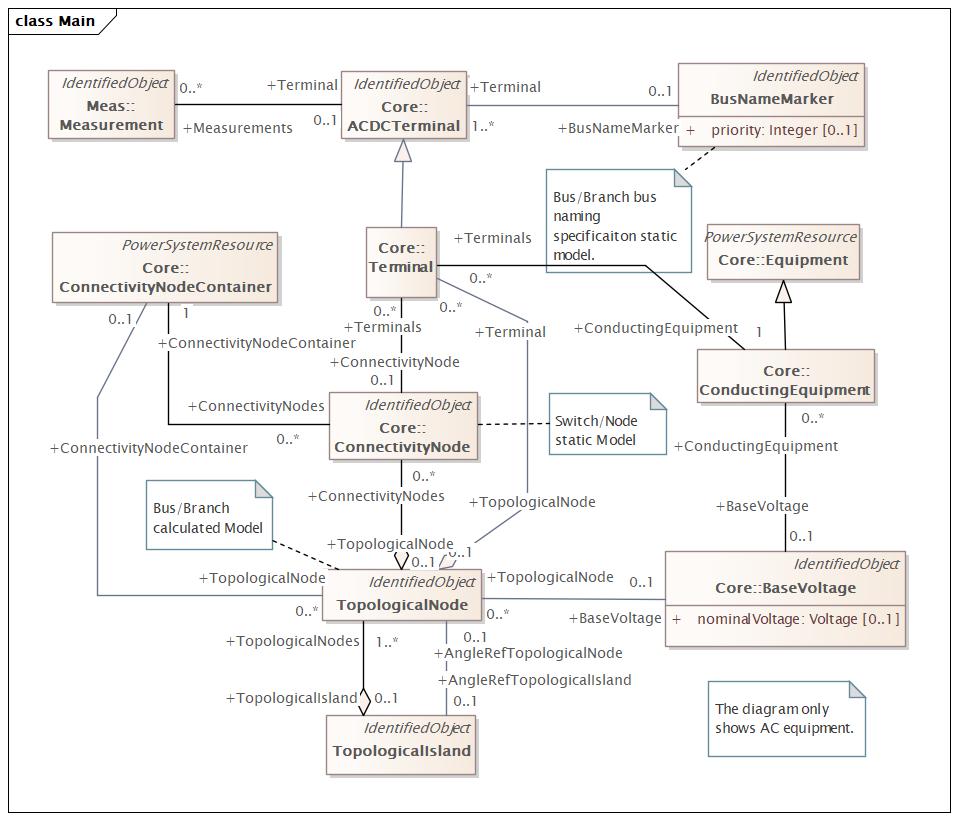 class Main
IdentifiedObject
Meas::
Measurement
0..*
+Measurements
+Terminal
0..1
IdentifiedObject
Core::
ACDCTerminal
+Terminal
1..*
0..1
+BusNameMarker
IdentifiedObject
BusNameMarker
+ priority: Integer [0..1]
Bus/Branch bus
naming
specificaiton static
model.
PowerSystemResource
Core::
ConnectivityNodeContainer
Core::
Terminal
+Terminals
0..*
PowerSystemResource
Core::Equipment
0..1
1
+ConnectivityNodeContainer
0..*
+Terminals
0..*
+Terminal
+ConductingEquipment
1
+ConnectivityNode
0..1
Core::
ConductingEquipment
+ConnectivityNodes
0..*
IdentifiedObject
Core::
ConnectivityNode
Switch/Node
static Model
0..*
+ConductingEquipment
+ConnectivityNodeContainer
0..*
+ConnectivityNodes
+TopologicalNode
+BaseVoltage
0..1
Bus/Branch
calculated Model
+TopologicalNode
0..1
0..1
+TopologicalNode
0..*
IdentifiedObject
TopologicalNode
+TopologicalNode
0..*
0..1
+BaseVoltage
IdentifiedObject
Core::BaseVoltage
+ nominalVoltage: Voltage [0..1]
+TopologicalNodes
1..*
0..1
+AngleRefTopologicalNode
+AngleRefTopologicalIsland
0..1
+TopologicalIsland
0..1
IdentifiedObject
TopologicalIsland
The diagram only
shows AC equipment.